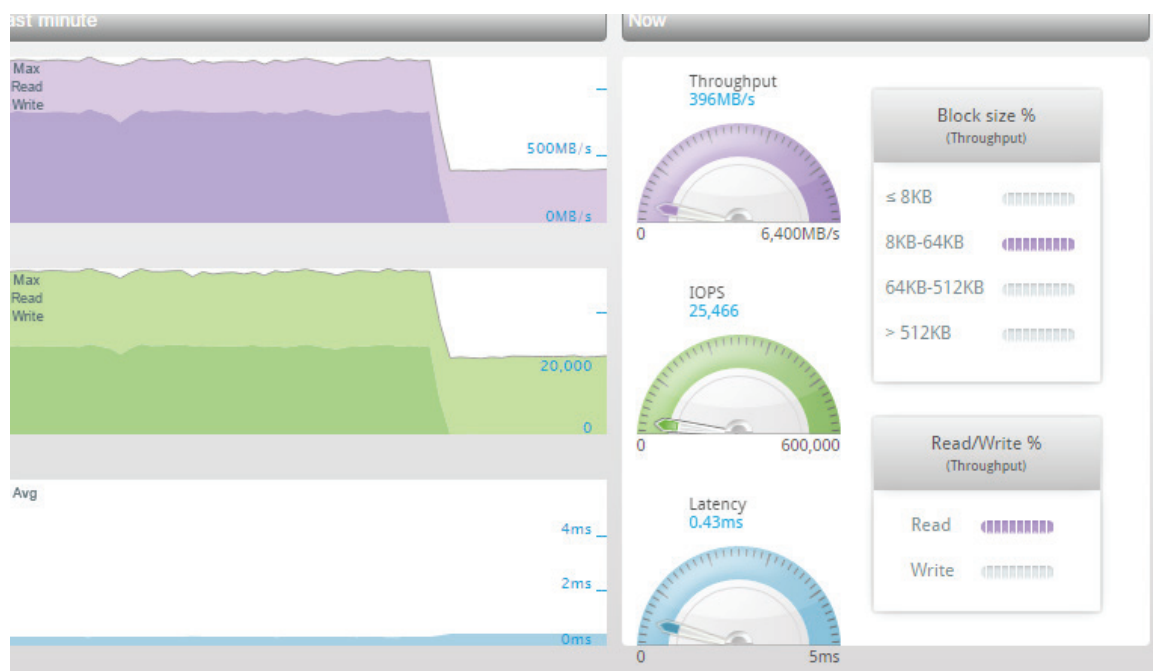 ast minute
Max
Read
Write
500MB/s
0MB/s
Max
Read
Write
20,000
0
Avg
4ms
2ms
0ms
Now
Throughput
396MB/s
0
6,400MB/s
IOPS
25,466
0
600,000
Latency
0.43ms
0
5ms
Block size %
(Throughput)
≤ 8KB
8KB-64KB
64KB-512KB
> 512KB
Read/Write %
(Throughput)
Read
Write